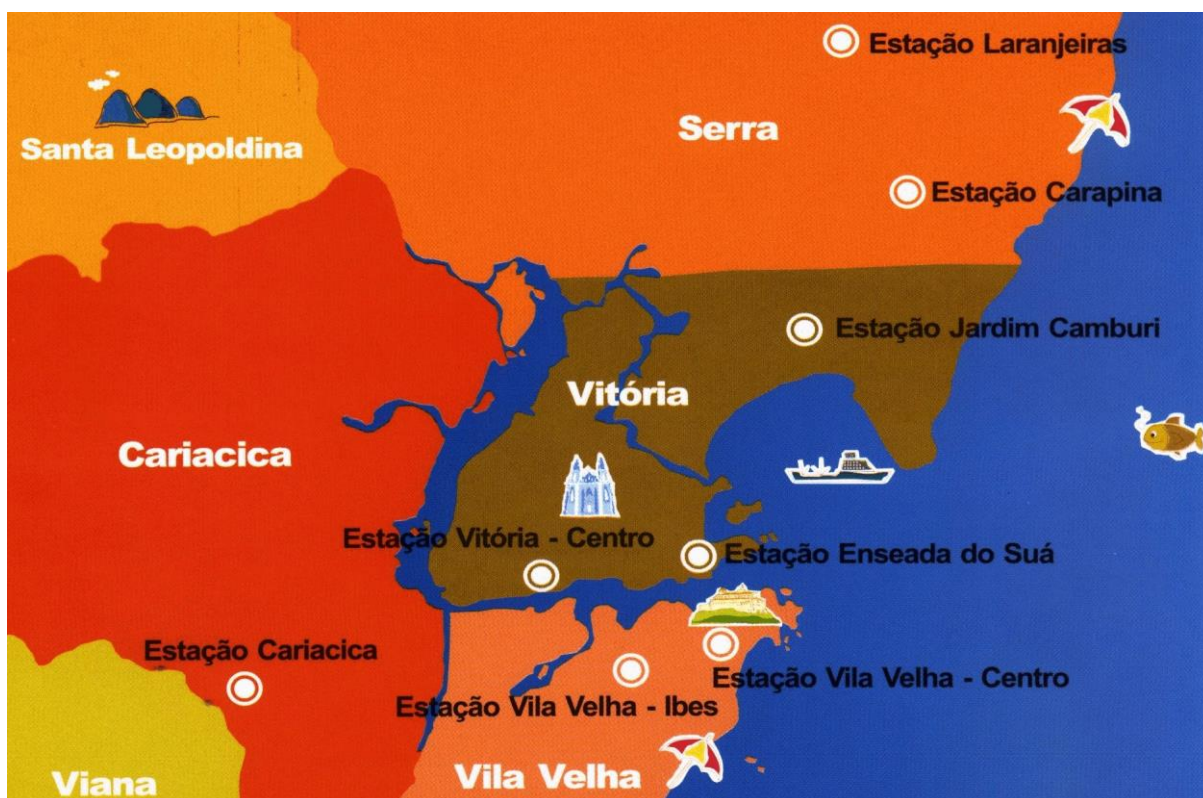 Estação Laranjeiras
Serra
Santa Leopoldina
Estação Carapina
Estação Jardim Camburi
Vitória
Cariacica
Estação Vitória - Centro
Estação Enseada do Suá
Estação Cariacica
Estação Vila Velha - Centro
Estação Vila Velha - Ibes
Viana
Vila Velha